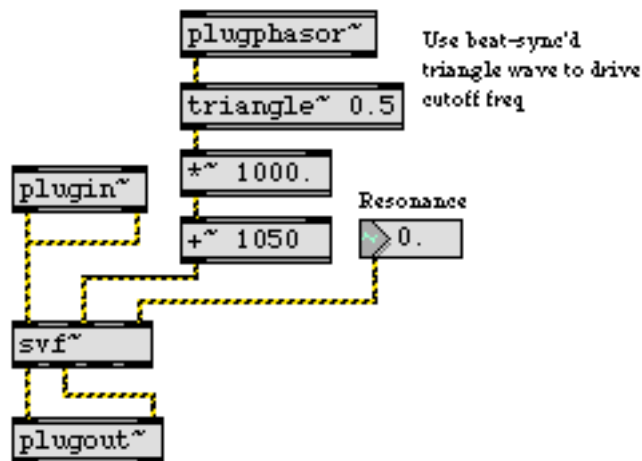 plugphasor~
Use beat-sync'd
triangle wave to drive
cutoff freq
triangle~ 0.5
*~ 1000.
plugin~
Resonance
+~ 1050
0.
svf~
plugout~